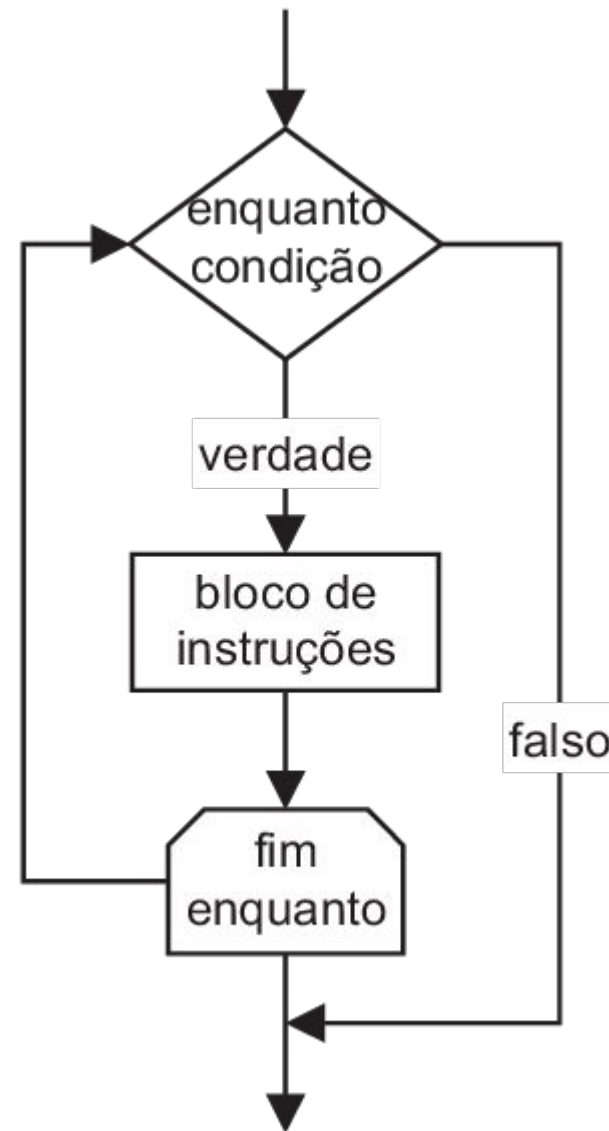 enquanto
condição
verdade
bloco de
instruções
falso
fim
enquanto